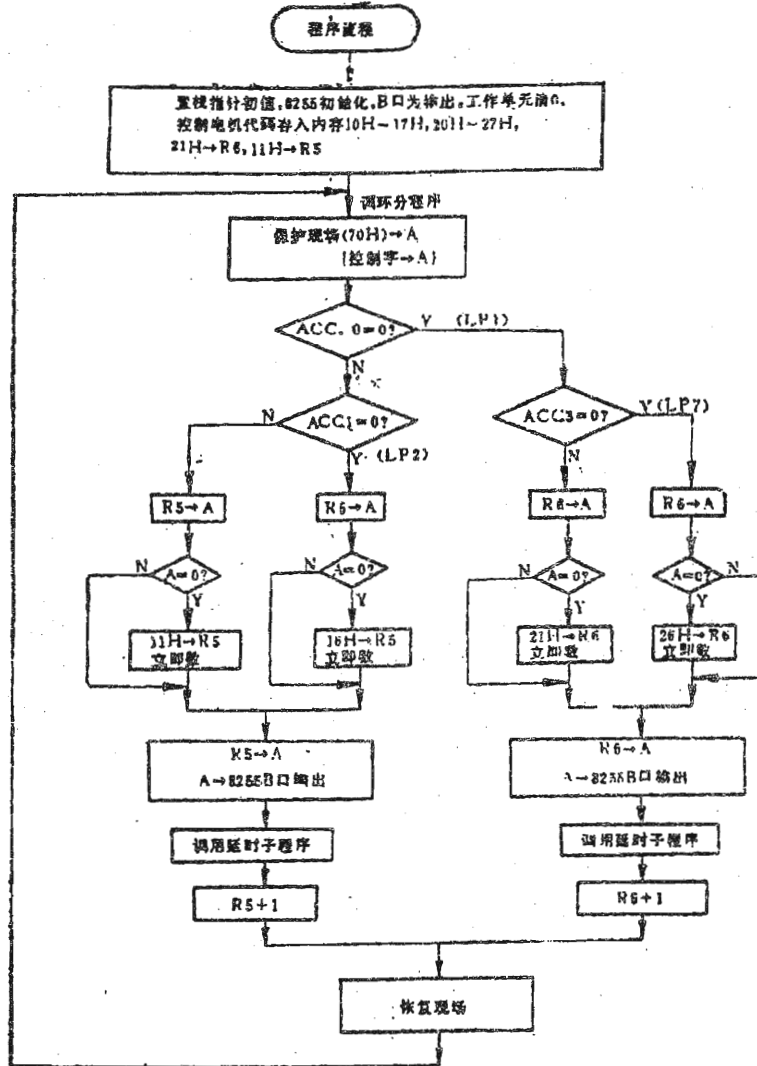 程序流程
置栈指针初值,8255初始化,B口为输出,工作单元清0,
控制电机代码存入内存10H~17H,20H~27H,
21H→R6,11H→R5
调环分程序
保护现场(70H)→A
(控制字→A)
ACC. 0=0?
Y (LP1)
N
ACC1=0?
N
Y (LP2)
ACC3=0?
Y(LP7)
N
R5→A
R5→A
R6→A
R6→A
A=0?
N
Y
A=0?
N
Y
A=0?
N
Y
A=0?
N
Y
11H→R5
立即数
16H→R5
立即数
21H→R6
立即数
26H→R6
立即数
R5→A
A→8255B口输出
R6→A
A→8255B口输出
调用延时子程序
调用延时子程序
R5+1
R6+1
恢复现场